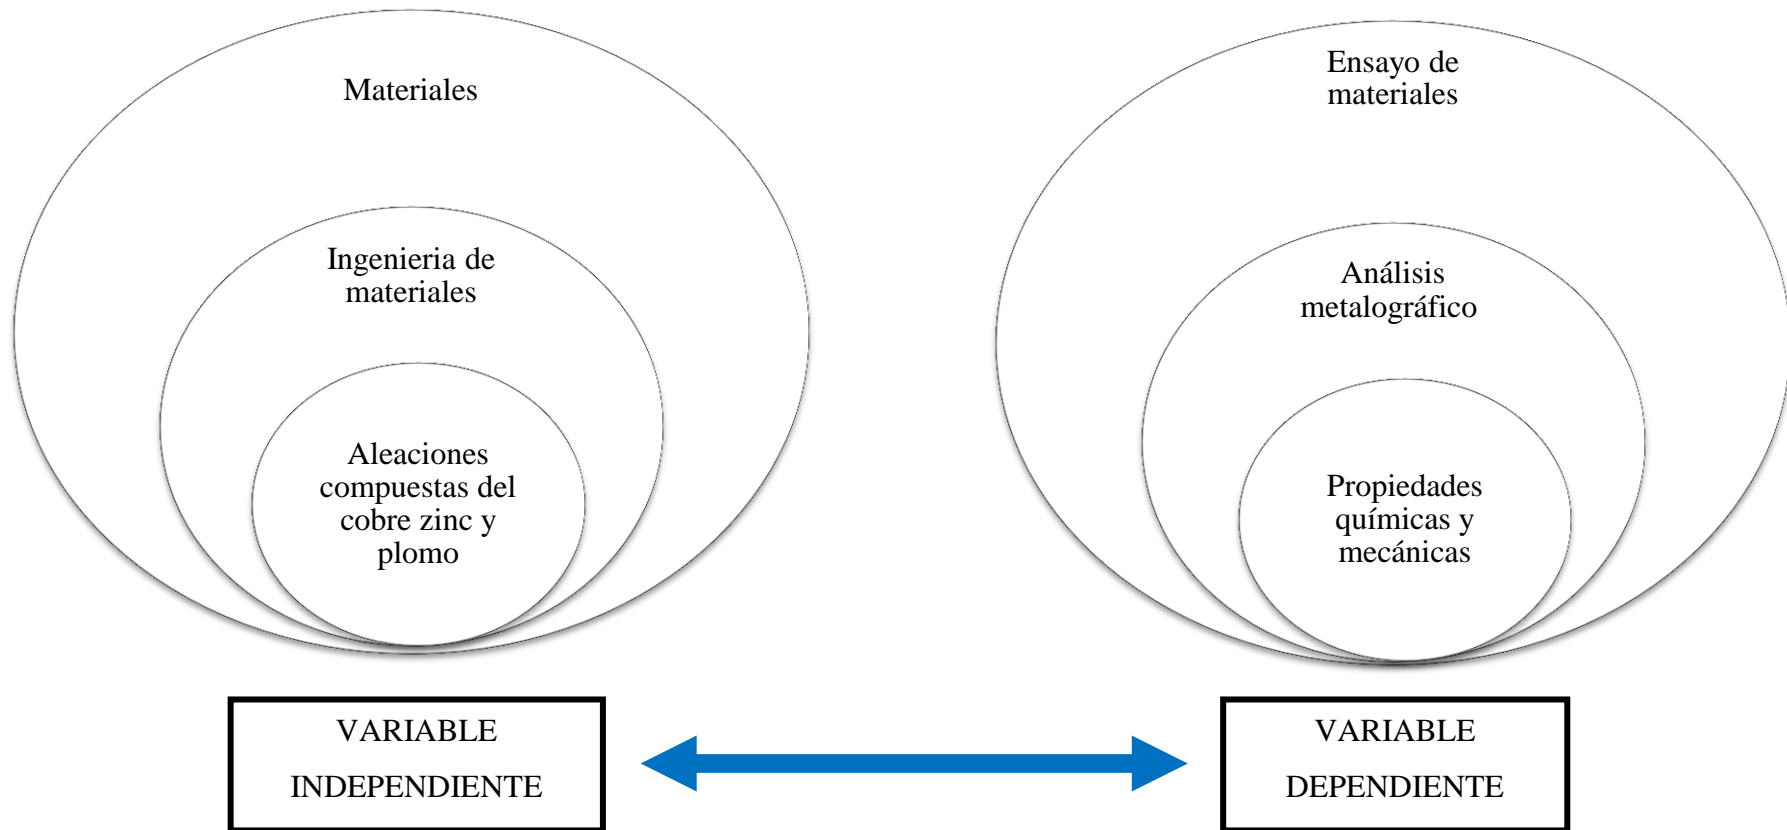 Materiales
Ingenieria de
materiales
Aleaciones
compuestas del
cobre zinc y
plomo
VARIABLE
INDEPENDIENTE
Ensayo de
materiales
Análisis
metalográfico
Propiedades
químicas y
mecánicas
VARIABLE
DEPENDIENTE